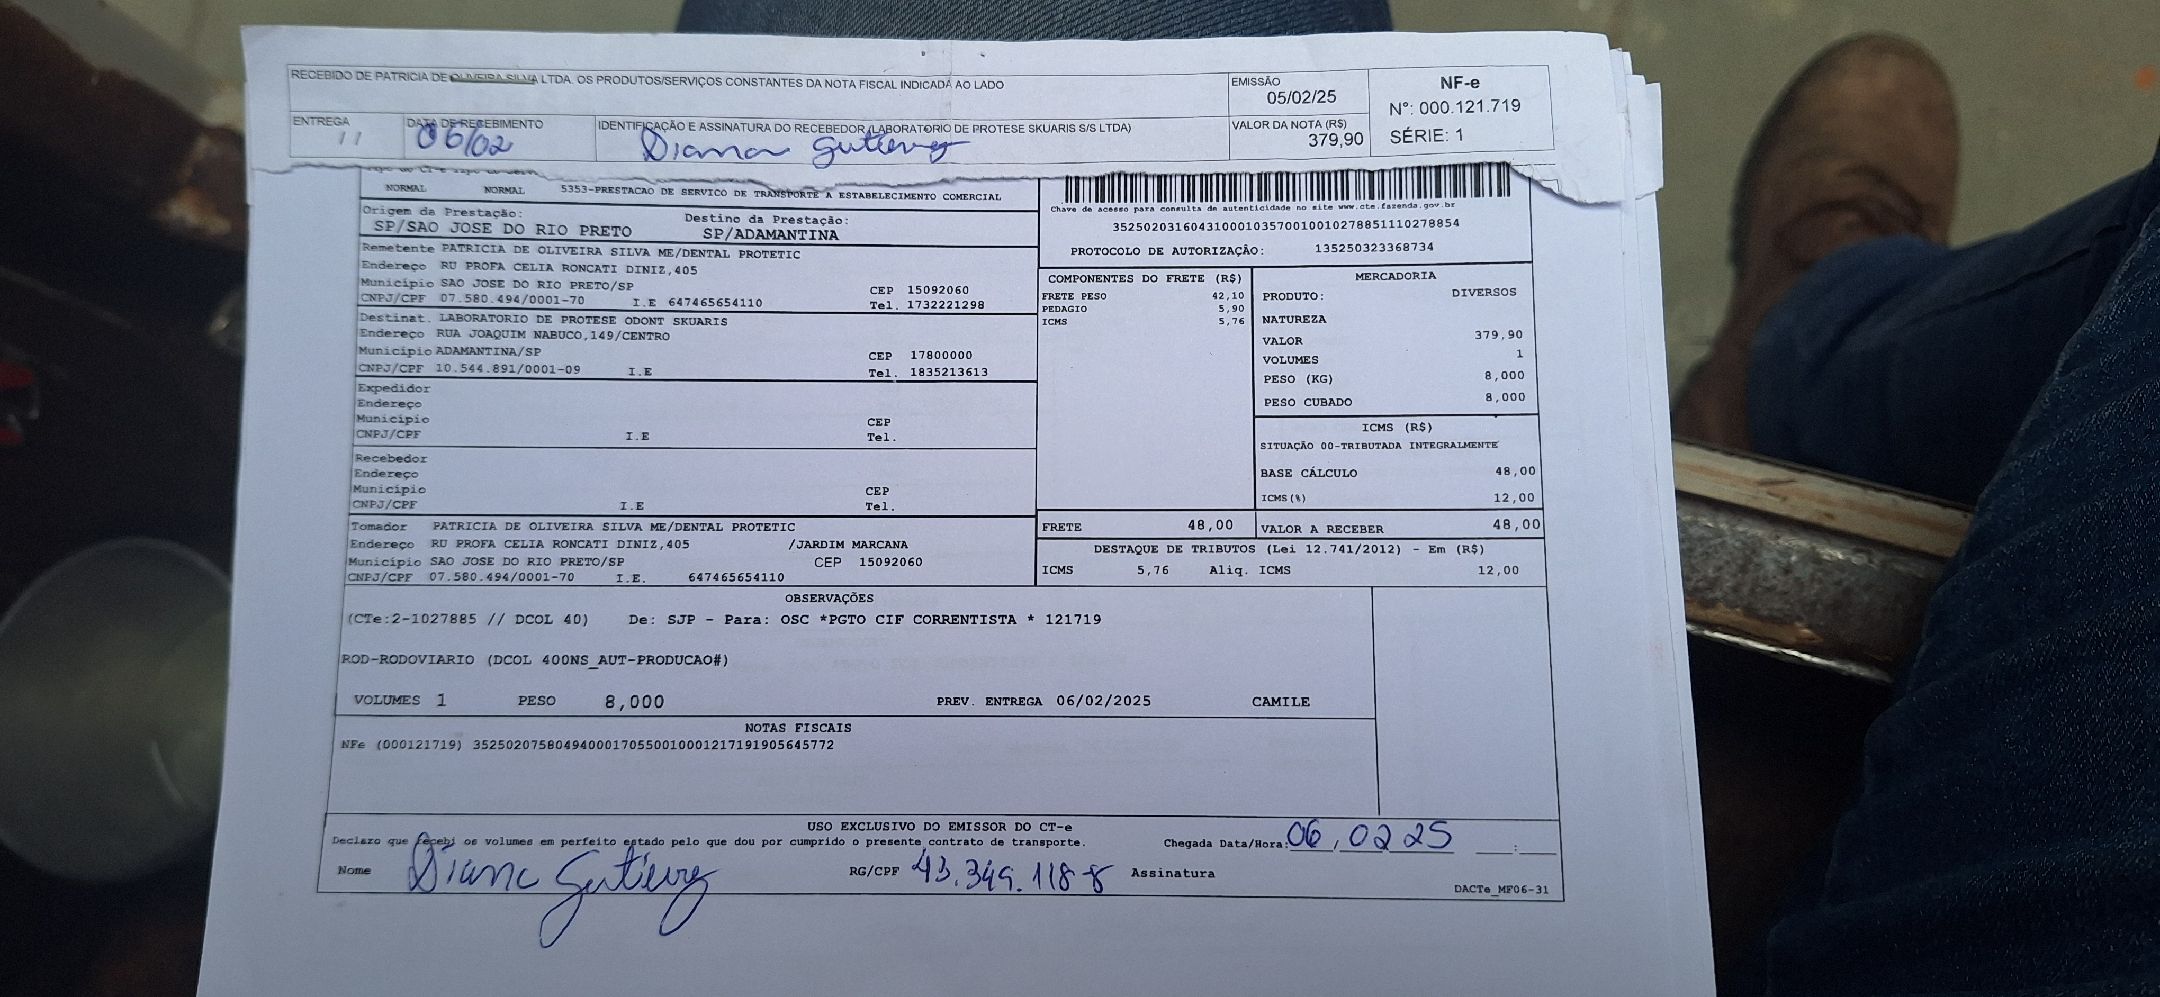 RECEBIDO DE PATRICIA DE OLIVEIRA SILVA LTDA. OS PRODUTOS/SERVIÇOS CONSTANTES DA NOTA FISCAL INDICADA AO LADO
EMISSÃO
05/02/25
NF-e
Nº: 000.121.719
SÉRIE: 1
ENTREGA
11
DATA DE RECEBIMENTO
06/02
IDENTIFICAÇÃO E ASSINATURA DO RECEBEDOR (LABORATORIO DE PROTESE SKUARIS S/S LTDA)
Diana Gutierrez
VALOR DA NOTA (R$)
379,90
NORMAL NORMAL 5353-PRESTACAO DE SERVICO DE TRANSPORTE A ESTABELECIMENTO COMERCIAL
Origem da Prestação: Destino da Prestação:
SP/SAO JOSE DO RIO PRETO SP/ADAMANTINA
Remetente PATRICIA DE OLIVEIRA SILVA ME/DENTAL PROTETIC
Endereço RU PROFA CELIA RONCATI DINIZ,405
Município SAO JOSE DO RIO PRETO/SP CEP 15092060
CNPJ/CPF 07.580.494/0001-70 I.E 647465654110 Tel. 1732221298
Destinat. LABORATORIO DE PROTESE ODONT SKUARIS
Endereço RUA JOAQUIM NABUCO,149/CENTRO
Município ADAMANTINA/SP CEP 17800000
CNPJ/CPF 10.544.891/0001-09 I.E Tel. 1835213613
Expedidor
Endereço
Município CEP
CNPJ/CPF I.E Tel.
Recebedor
Endereço
Município CEP
CNPJ/CPF I.E Tel.
Tomador PATRICIA DE OLIVEIRA SILVA ME/DENTAL PROTETIC
Endereço RU PROFA CELIA RONCATI DINIZ,405 /JARDIM MARCANA
Município SAO JOSE DO RIO PRETO/SP CEP 15092060
CNPJ/CPF 07.580.494/0001-70 I.E. 647465654110
Chave de acesso para consulta de autenticidade no site www.cte.fazenda.gov.br
35250203160431000103570010010278851110278854
PROTOCOLO DE AUTORIZAÇÃO: 135250323368734
COMPONENTES DO FRETE (R$)
FRETE PESO 42,10
PEDAGIO 5,90
ICMS 5,76
MERCADORIA
PRODUTO: DIVERSOS
NATUREZA
VALOR 379,90
VOLUMES 1
PESO (KG) 8,000
PESO CUBADO 8,000
ICMS (R$)
SITUAÇÃO 00-TRIBUTADA INTEGRALMENTE
BASE CÁLCULO 48,00
ICMS(%) 12,00
FRETE 48,00 VALOR A RECEBER 48,00
DESTAQUE DE TRIBUTOS (Lei 12.741/2012) - Em (R$)
ICMS 5,76 Aliq. ICMS 12,00
OBSERVAÇÕES
(CTe:2-1027885 // DCOL 40) De: SJP - Para: OSC *PGTO CIF CORRENTISTA * 121719
ROD-RODOVIARIO (DCOL 400NS_AUT-PRODUCAO#)
VOLUMES 1 PESO 8,000 PREV. ENTREGA 06/02/2025 CAMILE
NOTAS FISCAIS
NFe (000121719) 35250207580494000170550010001217191905645772
USO EXCLUSIVO DO EMISSOR DO CT-e
Declaro que recebi os volumes em perfeito estado pelo que dou por cumprido o presente contrato de transporte. Chegada Data/Hora: 06,02 25 __:__
Nome Diana Gutierrez RG/CPF 43.349.118 8 Assinatura
DACTe_MF06-31